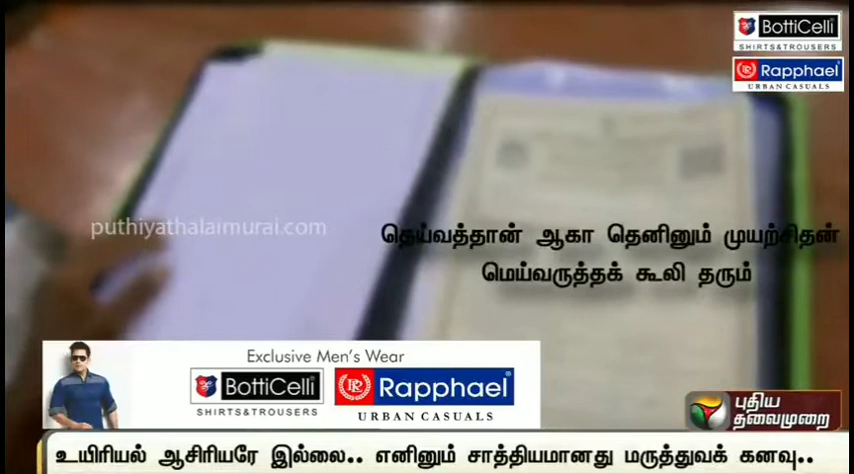 BottiCelli
SHIRTS&TROUSERS
Rapphael®
URBAN CASUALS
puthiyathalaimurai.com
தெய்வத்தான் ஆகா தெனினும் முயற்சிதன்
மெய்வருத்தக் கூலி தரும்
Exclusive Men's Wear
BottiCelli
SHIRTS&TROUSERS
Rapphael®
URBAN CASUALS
புதிய
தலைமுறை
உயிரியல் ஆசிரியரே இல்லை.. எனினும் சாத்தியமானது மருத்துவக் கனவு..